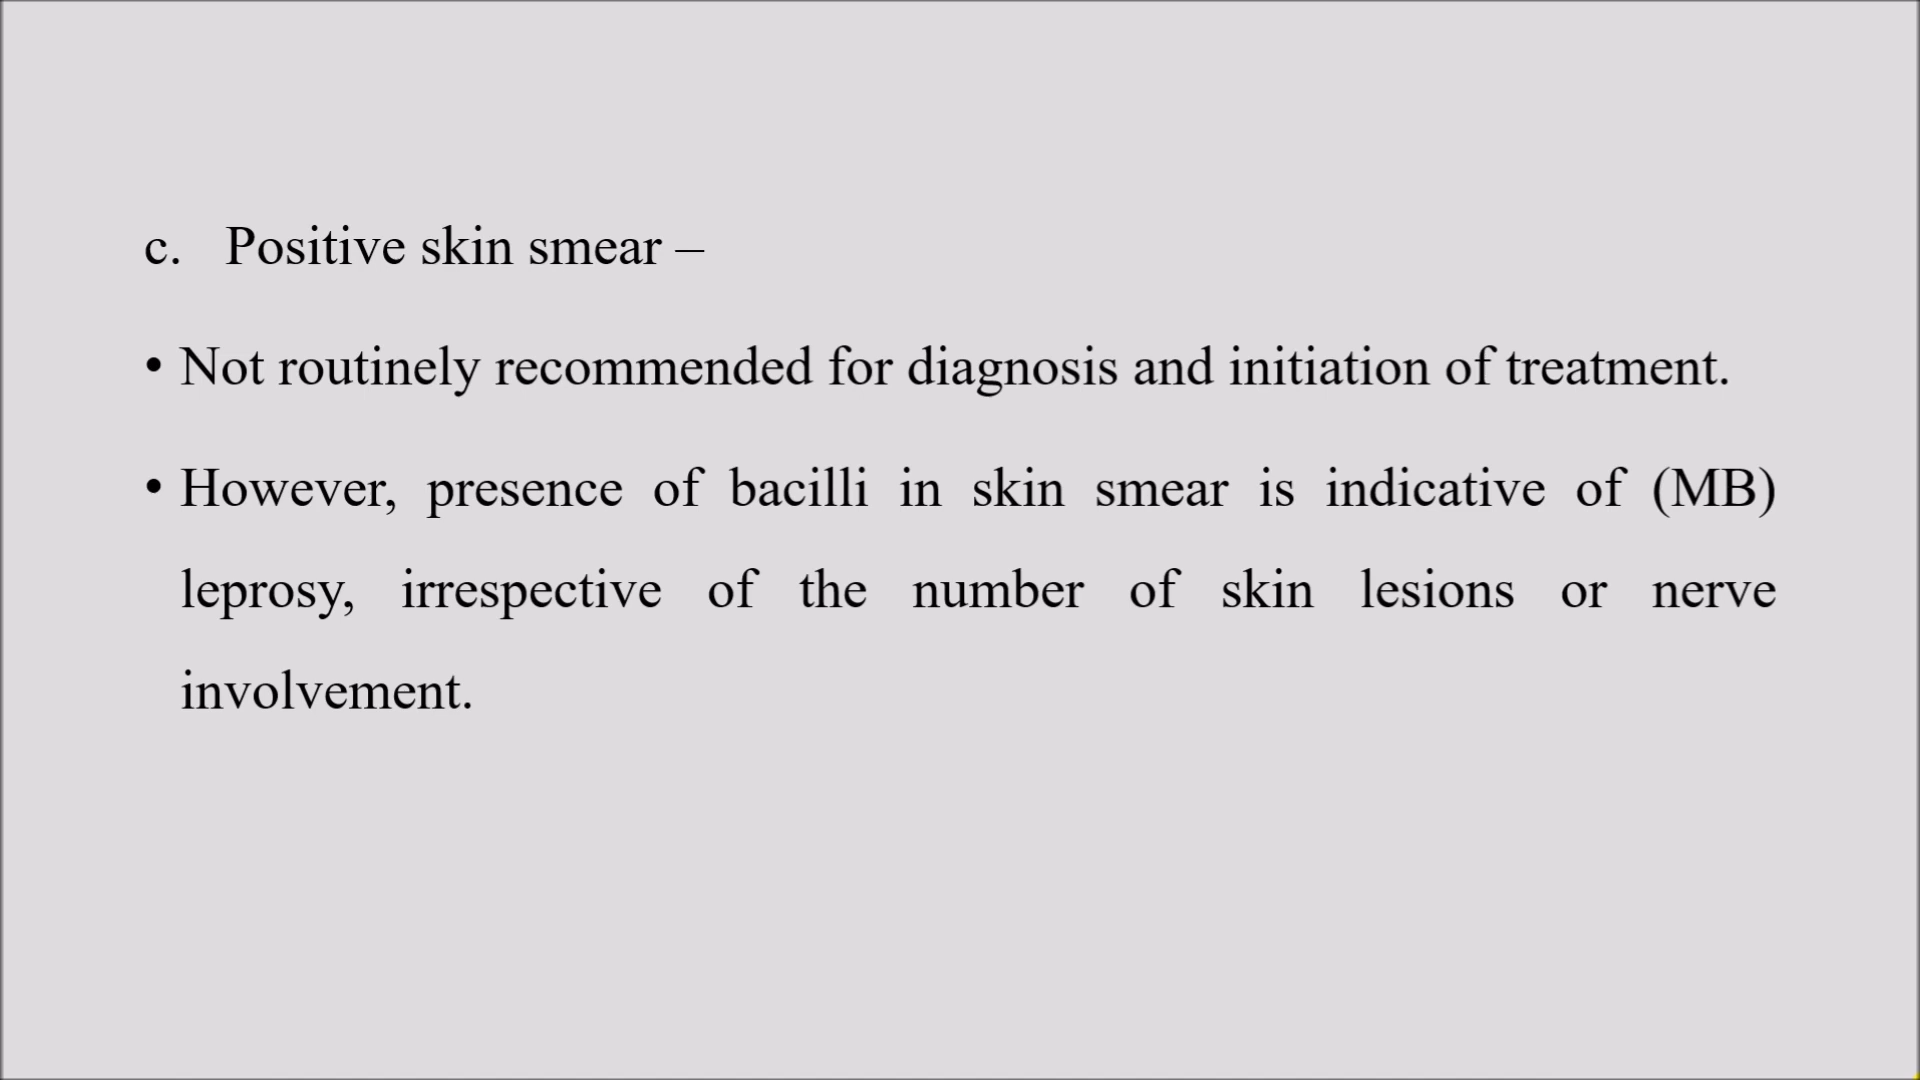 c. Positive skin smear –
• Not routinely recommended for diagnosis and initiation of treatment.
• However, presence of bacilli in skin smear is indicative of (MB)
leprosy, irrespective of the number of skin lesions or nerve
involvement.